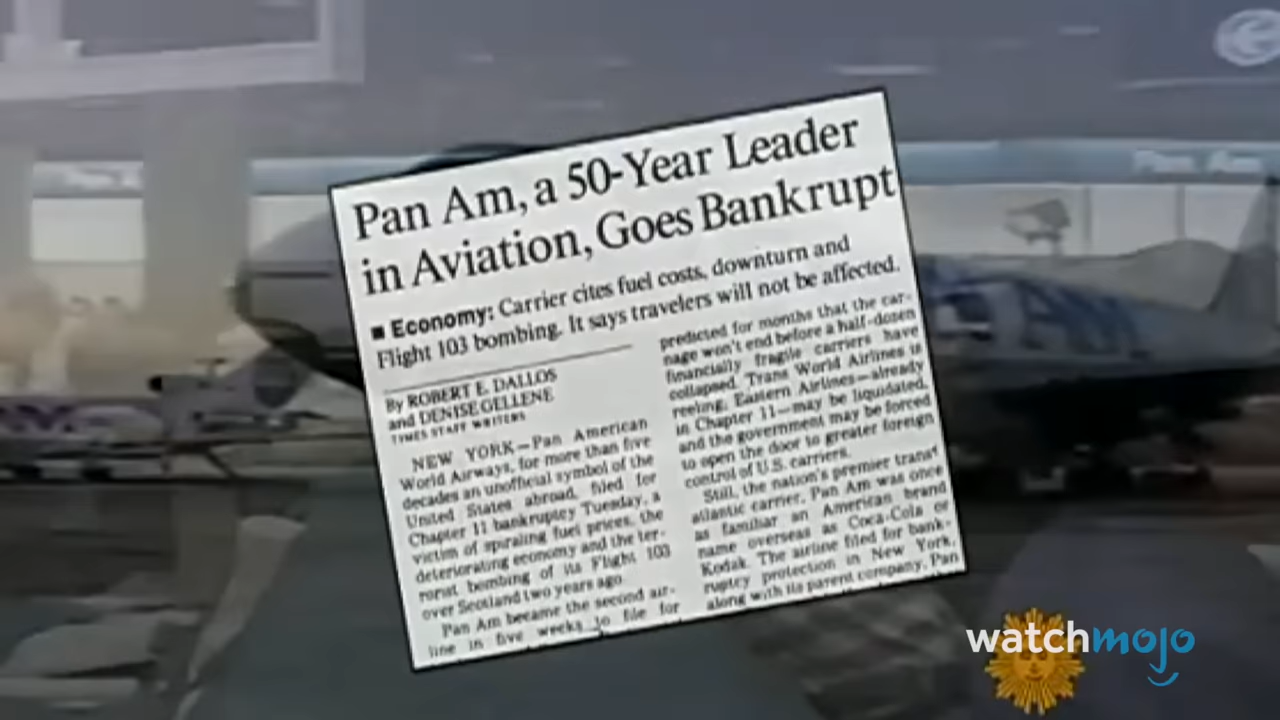 Pan Am, a 50-Year Leader
in Aviation, Goes Bankrupt
■ Economy: Carrier cites fuel costs, downturn and
Flight 103 bombing. It says travelers will not be affected.
By ROBERT E. DALLOS
and DENISE GELLENE
TIMES STAFF WRITERS
NEW YORK—Pan American
World Airways, for more than five
decades an unofficial symbol of the
United States abroad, filed for
Chapter 11 bankruptcy Tuesday, a
victim of spiraling fuel prices, the
deteriorating economy and the ter-
rorist bombing of its Flight 103
over Scotland two years ago.
Pan Am became the second air-
line in five weeks to file for
predicted for months that the car-
nage won't end before a half-dozen
financially fragile carriers have
collapsed. Trans World Airlines is
reeling, Eastern Airlines—already
in Chapter 11—may be liquidated,
and the government may be forced
to open the door to greater foreign
control of U.S. carriers.
Still, the nation's premier trans-
atlantic carrier, Pan Am was once
as familiar an American brand
name overseas as Coca-Cola or
Kodak. The airline filed for bank-
ruptcy protection in New York,
along with its parent company, Pan
Pan Am
watchmojo